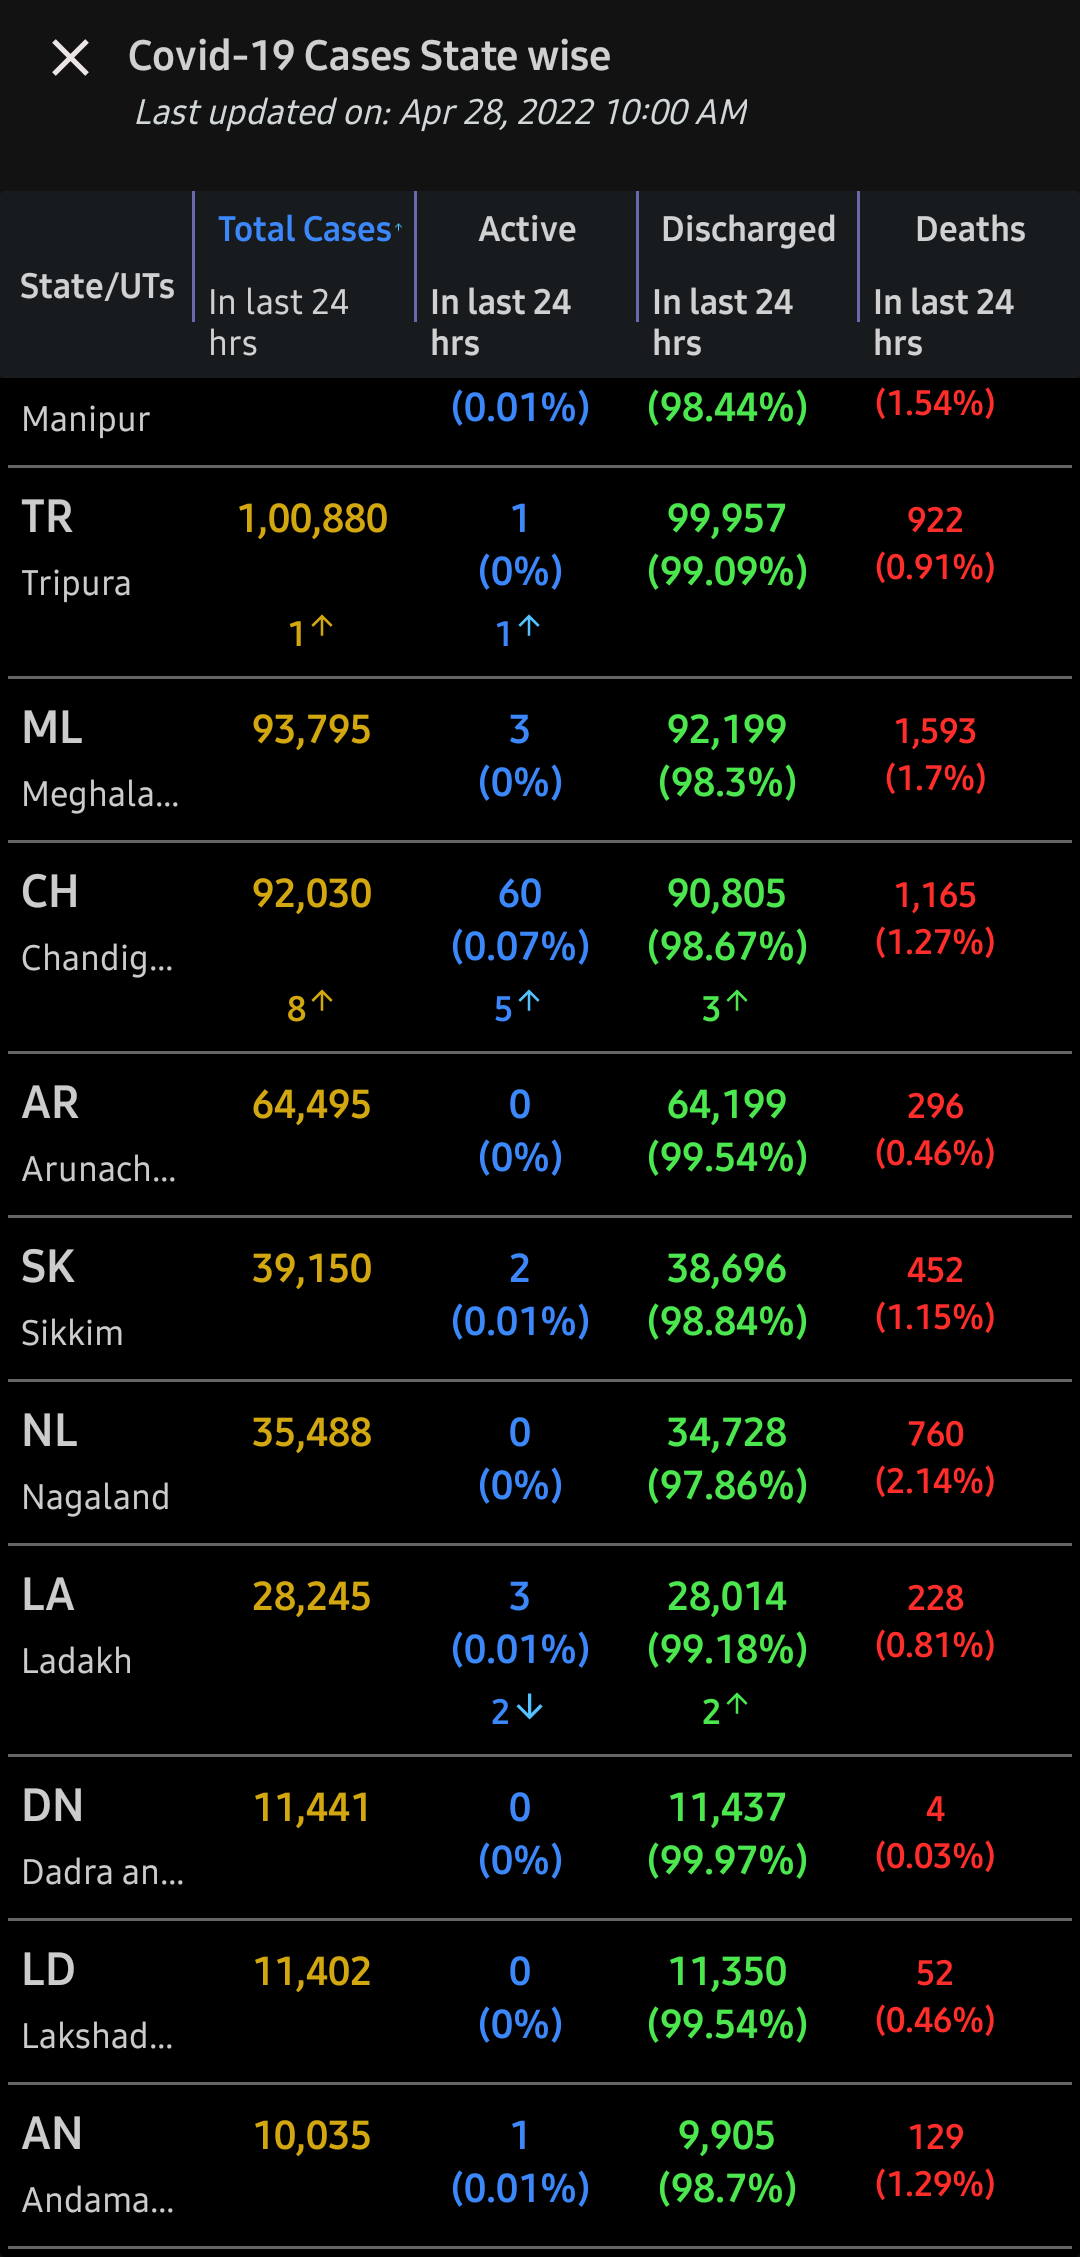 Covid-19 Cases State wise
Last updated on: Apr 28, 2022 10:00 AM
State/UTs
Total Cases↑ Active Discharged Deaths
In last 24 hrs In last 24 hrs In last 24 hrs In last 24 hrs
Manipur (0.01%) (98.44%) (1.54%)
TR 1,00,880 1 99,957 922
Tripura (0%) (99.09%) (0.91%)
1↑ 1↑
ML 93,795 3 92,199 1,593
Meghala... (0%) (98.3%) (1.7%)
CH 92,030 60 90,805 1,165
Chandig... (0.07%) (98.67%) (1.27%)
8↑ 5↑ 3↑
AR 64,495 0 64,199 296
Arunach... (0%) (99.54%) (0.46%)
SK 39,150 2 38,696 452
Sikkim (0.01%) (98.84%) (1.15%)
NL 35,488 0 34,728 760
Nagaland (0%) (97.86%) (2.14%)
LA 28,245 3 28,014 228
Ladakh (0.01%) (99.18%) (0.81%)
2↓ 2↑
DN 11,441 0 11,437 4
Dadra an... (0%) (99.97%) (0.03%)
LD 11,402 0 11,350 52
Lakshad... (0%) (99.54%) (0.46%)
AN 10,035 1 9,905 129
Andama... (0.01%) (98.7%) (1.29%)